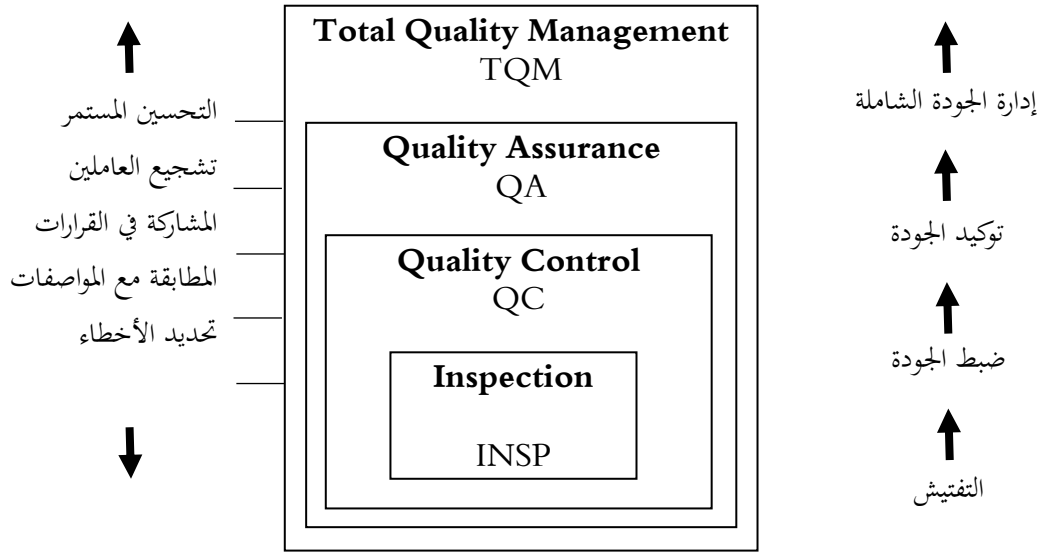 Total Quality Management
TQM
Quality Assurance
QA
Quality Control
QC
Inspection
INSP
إدارة الجودة الشاملة
توكيد الجودة
ضبط الجودة
التفتيش
التحسين المستمر
تشجيع العاملين
المشاركة في القرارات
المطابقة مع المواصفات
تحديد الأخطاء